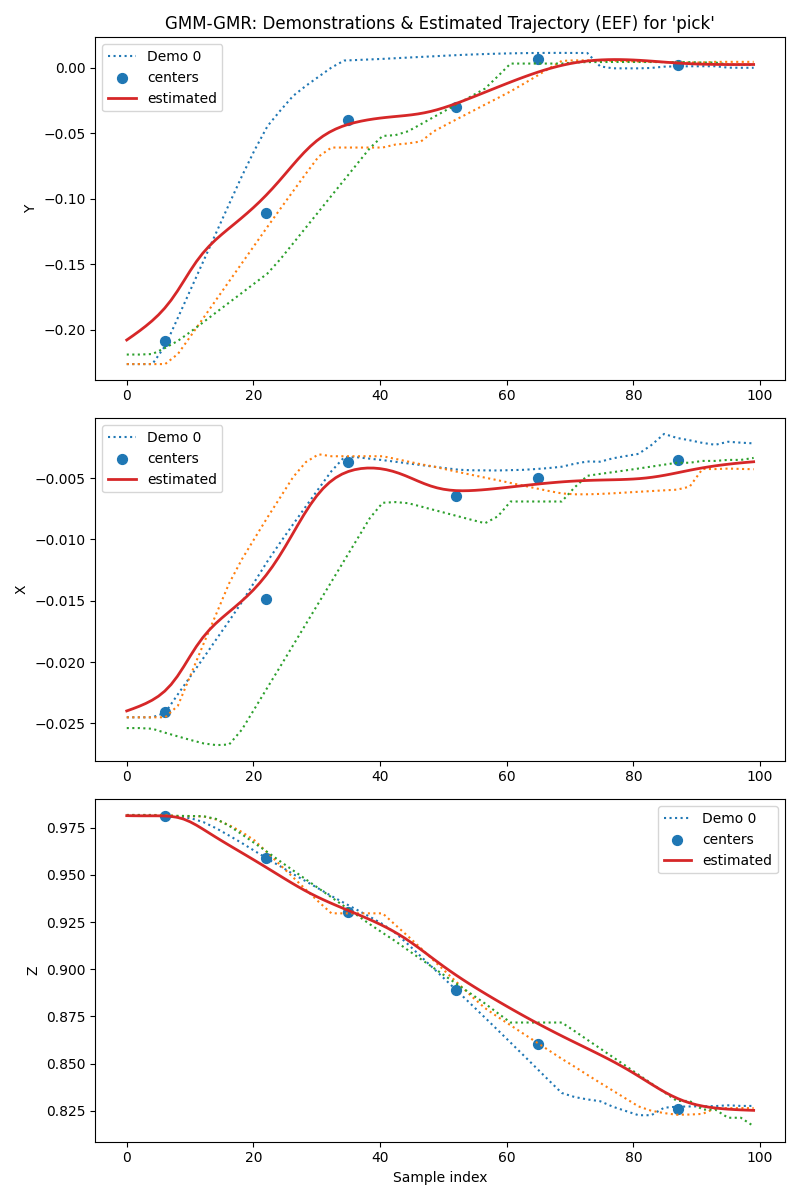 GMM-GMR: Demonstrations & Estimated Trajectory (EEF) for 'pick'
Demo 0
centers
estimated
0.00
−0.05
−0.10
−0.15
−0.20
Y
0 20 40 60 80 100
Demo 0
centers
estimated
−0.005
−0.010
−0.015
−0.020
−0.025
X
0 20 40 60 80 100
Demo 0
centers
estimated
0.975
0.950
0.925
0.900
0.875
0.850
0.825
Z
0 20 40 60 80 100
Sample index